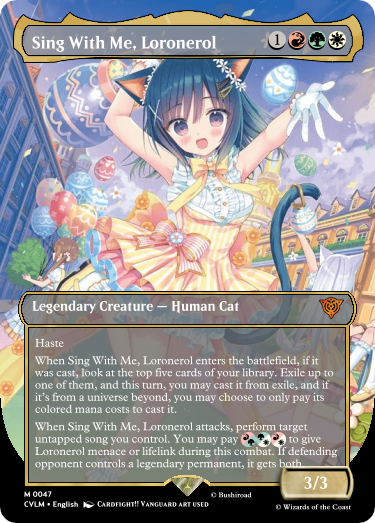 Sing With Me, Loronerol 1
Legendary Creature — Human Cat
Haste
When Sing With Me, Loronerol enters the battlefield, if it
was cast, look at the top five cards of your library. Exile up to
one of them, and this turn, you may cast it from exile, and if
it's from a universe beyond, you may choose to only pay its
colored mana costs to cast it.
When Sing With Me, Loronerol attacks, perform target
untapped song you control. You may pay to give
Loronerol menace or lifelink during this combat. If defending
opponent controls a legendary permanent, it gets both.
3/3
M 0047
CVLM • English CARDFIGHT!! VANGUARD ART USED
© Bushiroad
© Wizards of the Coast